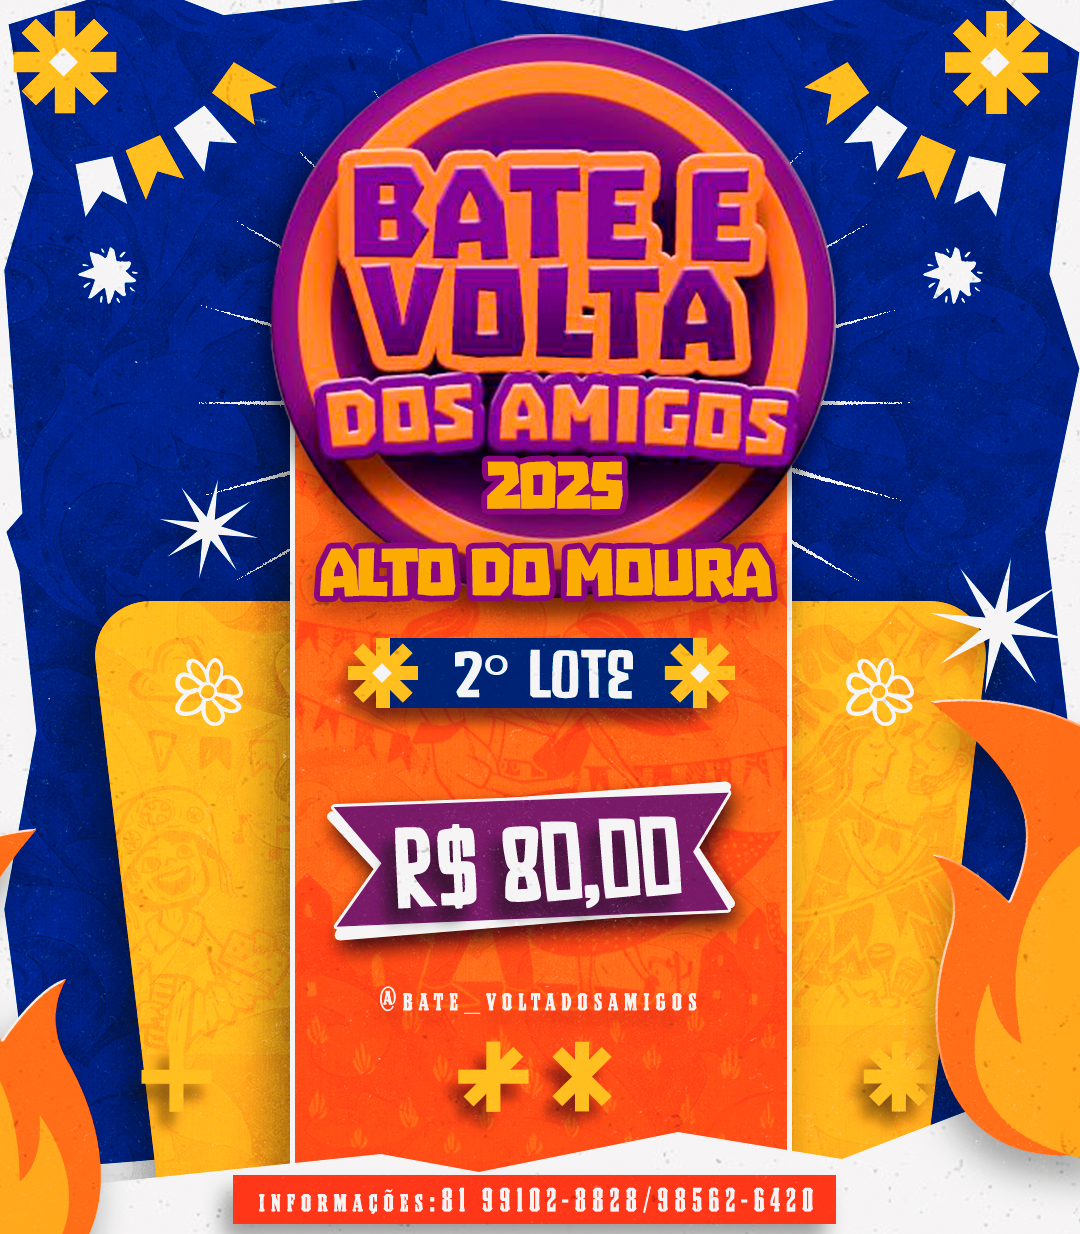 BATE E
VOLTA
DOS AMIGOS
2025
ALTO DO MOURA
2º LOTE
R$ 80,00
@BATE_VOLTADOSAMIGOS
INFORMAÇÕES:81 99102-8828/98562-6420